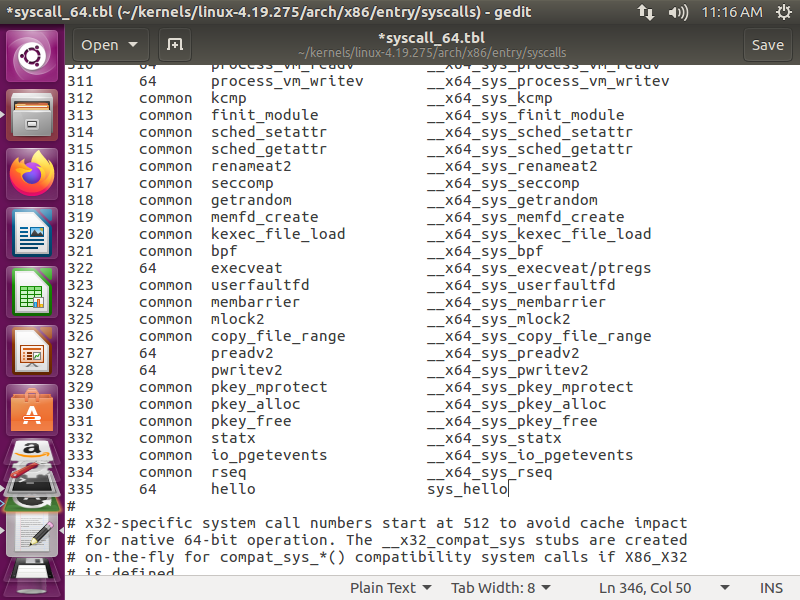 *syscall_64.tbl (~/kernels/linux-4.19.275/arch/x86/entry/syscalls) - gedit 11:16 AM
Open *syscall_64.tbl Save
~/kernels/linux-4.19.275/arch/x86/entry/syscalls
310 64 process_vm_readv __x64_sys_process_vm_readv
311 64 process_vm_writev __x64_sys_process_vm_writev
312 common kcmp __x64_sys_kcmp
313 common finit_module __x64_sys_finit_module
314 common sched_setattr __x64_sys_sched_setattr
315 common sched_getattr __x64_sys_sched_getattr
316 common renameat2 __x64_sys_renameat2
317 common seccomp __x64_sys_seccomp
318 common getrandom __x64_sys_getrandom
319 common memfd_create __x64_sys_memfd_create
320 common kexec_file_load __x64_sys_kexec_file_load
321 common bpf __x64_sys_bpf
322 64 execveat __x64_sys_execveat/ptregs
323 common userfaultfd __x64_sys_userfaultfd
324 common membarrier __x64_sys_membarrier
325 common mlock2 __x64_sys_mlock2
326 common copy_file_range __x64_sys_copy_file_range
327 64 preadv2 __x64_sys_preadv2
328 64 pwritev2 __x64_sys_pwritev2
329 common pkey_mprotect __x64_sys_pkey_mprotect
330 common pkey_alloc __x64_sys_pkey_alloc
331 common pkey_free __x64_sys_pkey_free
332 common statx __x64_sys_statx
333 common io_pgetevents __x64_sys_io_pgetevents
334 common rseq __x64_sys_rseq
335 64 hello sys_hello
#
# x32-specific system call numbers start at 512 to avoid cache impact
# for native 64-bit operation. The __x32_compat_sys stubs are created
# on-the-fly for compat_sys_*() compatibility system calls if X86_X32
# is defined.
Plain Text Tab Width: 8 Ln 346, Col 50 INS